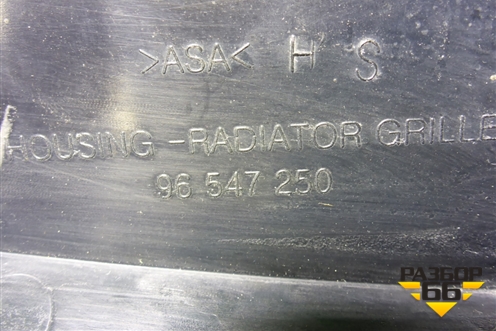 >ASA< H S
HOUSING -RADIATOR GRILLE
96 547 250
РАЗБОР
66